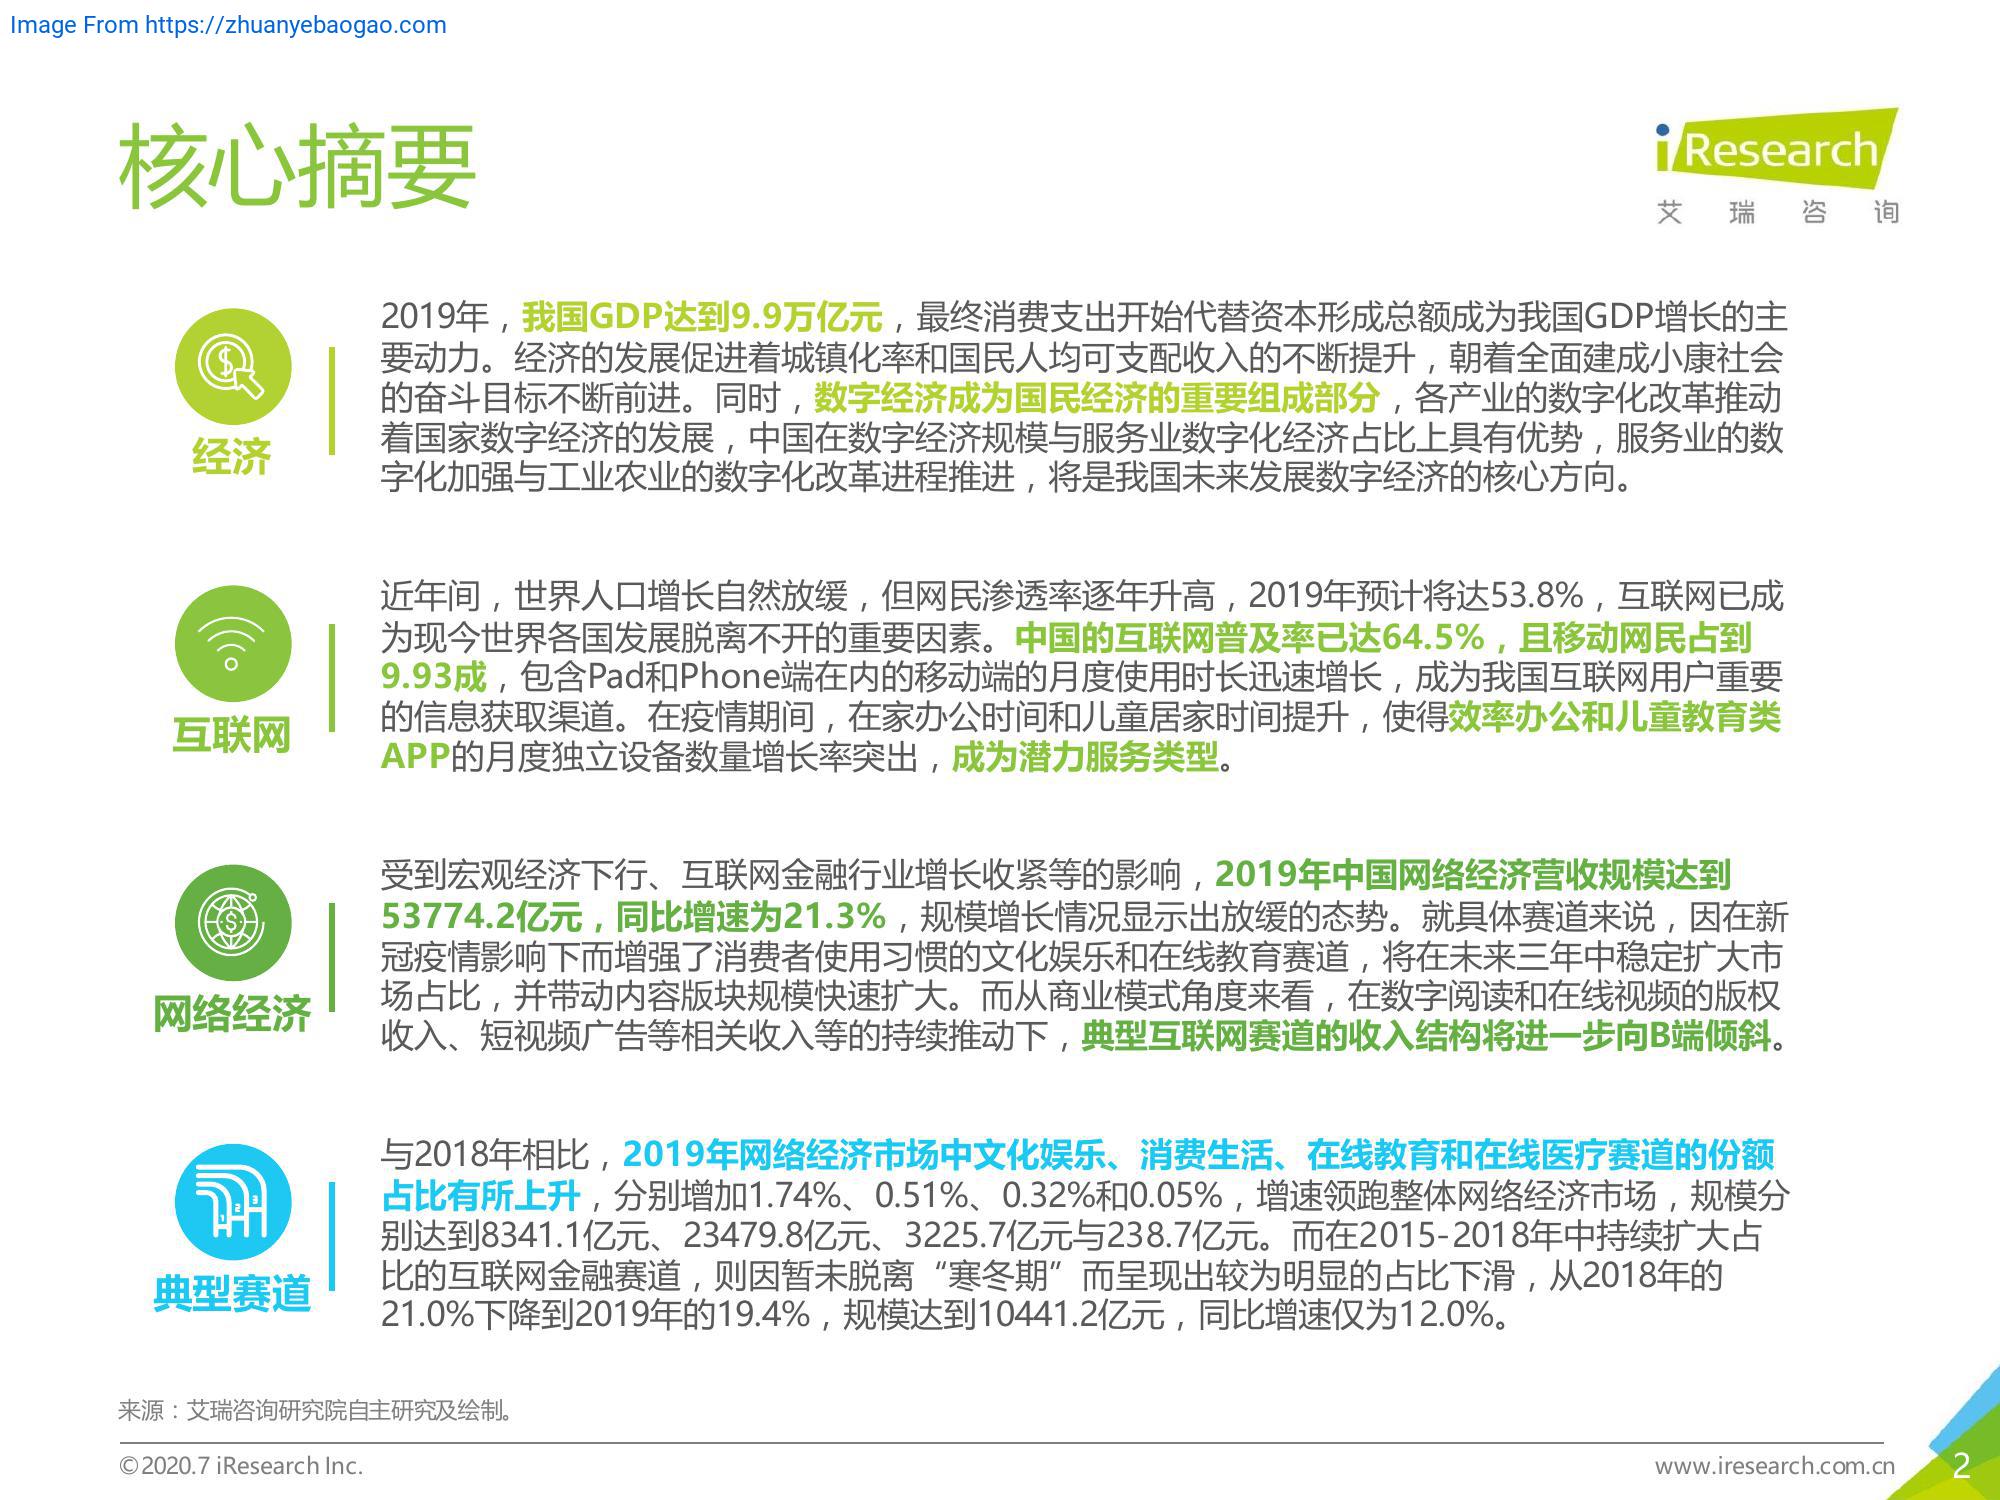 Image From https://zhuanyebaogao.com
核心摘要
iResearch
艾瑞咨询
2019年，我国GDP达到9.9万亿元，最终消费支出开始代替资本形成总额成为我国GDP增长的主
要动力。经济的发展促进着城镇化率和国民人均可支配收入的不断提升，朝着全面建成小康社会
的奋斗目标不断前进。同时，数字经济成为国民经济的重要组成部分，各产业的数字化改革推动
着国家数字经济的发展，中国在数字经济规模与服务业数字化经济占比上具有优势，服务业的数
字化加强与工业农业的数字化改革进程推进，将是我国未来发展数字经济的核心方向。
经济
近年间，世界人口增长自然放缓，但网民渗透率逐年升高，2019年预计将达53.8%，互联网已成
为现今世界各国发展脱离不开的重要因素。中国的互联网普及率已达64.5%，且移动网民占到
9.93成，包含Pad和Phone端在内的移动端的月度使用时长迅速增长，成为我国互联网用户重要
的信息获取渠道。在疫情期间，在家办公时间和儿童居家时间提升，使得效率办公和儿童教育类
APP的月度独立设备数量增长率突出，成为潜力服务类型。
互联网
受到宏观经济下行、互联网金融行业增长收紧等的影响，2019年中国网络经济营收规模达到
53774.2亿元，同比增速为21.3%，规模增长情况显示出放缓的态势。就具体赛道来说，因在新
冠疫情影响下而增强了消费者使用习惯的文化娱乐和在线教育赛道，将在未来三年中稳定扩大市
场占比，并带动内容版块规模快速扩大。而从商业模式角度来看，在数字阅读和在线视频的版权
收入、短视频广告等相关收入等的持续推动下，典型互联网赛道的收入结构将进一步向B端倾斜。
网络经济
与2018年相比，2019年网络经济市场中文化娱乐、消费生活、在线教育和在线医疗赛道的份额
占比有所上升，分别增加1.74%、0.51%、0.32%和0.05%，增速领跑整体网络经济市场，规模分
别达到8341.1亿元、23479.8亿元、3225.7亿元与238.7亿元。而在2015-2018年中持续扩大占
比的互联网金融赛道，则因暂未脱离“寒冬期”而呈现出较为明显的占比下滑，从2018年的
21.0%下降到2019年的19.4%，规模达到10441.2亿元，同比增速仅为12.0%。
1 2 3
典型赛道
来源：艾瑞咨询研究院自主研究及绘制。
©2020.7 iResearch Inc.
www.iresearch.com.cn
2